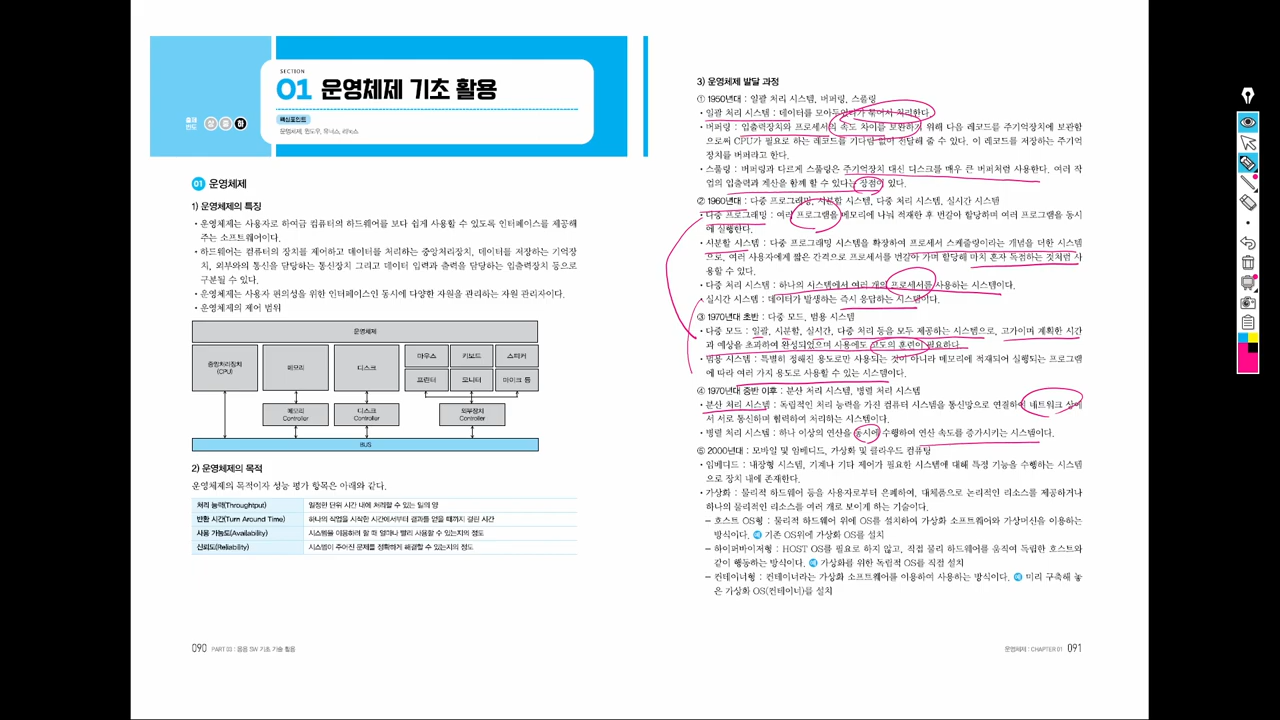 SECTION
01 운영체제 기초 활용
출제
빈도 상 중 하
핵심포인트
운영체제, 윈도우, 유닉스, 리눅스
01 운영체제
1) 운영체제의 특징
• 운영체제는 사용자로 하여금 컴퓨터의 하드웨어를 보다 쉽게 사용할 수 있도록 인터페이스를 제공해
주는 소프트웨어이다.
• 하드웨어는 컴퓨터의 장치를 제어하고 데이터를 처리하는 중앙처리장치, 데이터를 저장하는 기억장
치, 외부와의 통신을 담당하는 통신장치 그리고 데이터 입력과 출력을 담당하는 입출력장치 등으로
구분될 수 있다.
• 운영체제는 사용자 편의성을 위한 인터페이스인 동시에 다양한 자원을 관리하는 자원 관리자이다.
• 운영체제의 제어 범위
운영체제
중앙처리장치
(CPU)
메모리
디스크
마우스
키보드
스피커
프린터
모니터
마이크 등
메모리
Controller
디스크
Controller
외부장치
Controller
BUS
2) 운영체제의 목적
운영체제의 목적이자 성능 평가 항목은 아래와 같다.
처리 능력(Throughtput) 일정한 단위 시간 내에 처리할 수 있는 일의 양
반환 시간(Turn Around Time) 하나의 작업을 시작한 시간에서부터 결과를 얻을 때까지 걸린 시간
사용 가능도(Availability) 시스템을 이용하려 할 때 얼마나 빨리 사용할 수 있는지의 정도
신뢰도(Reliability) 시스템이 주어진 문제를 정확하게 해결할 수 있는지의 정도
090 PART 03 : 응용 SW 기초 기술 활용
3) 운영체제 발달 과정
① 1950년대 : 일괄 처리 시스템, 버퍼링, 스풀링
• 일괄 처리 시스템 : 데이터를 모아두었다가 묶어서 처리한다.
• 버퍼링 : 입출력장치와 프로세서의 속도 차이를 보완하기 위해 다음 레코드를 주기억장치에 보관함
으로써 CPU가 필요로 하는 레코드를 기다림 없이 전달해 줄 수 있다. 이 레코드를 저장하는 주기억
장치를 버퍼라고 한다.
• 스풀링 : 버퍼링과 다르게 스풀링은 주기억장치 대신 디스크를 매우 큰 버퍼처럼 사용한다. 여러 작
업의 입출력과 계산을 함께 할 수 있다는 장점이 있다.
② 1960년대 : 다중 프로그래밍, 시분할 시스템, 다중 처리 시스템, 실시간 시스템
• 다중 프로그래밍 : 여러 프로그램을 메모리에 나눠 적재한 후 번갈아 할당하며 여러 프로그램을 동시
에 실행한다.
• 시분할 시스템 : 다중 프로그래밍 시스템을 확장하여 프로세서 스케줄링이라는 개념을 더한 시스템
으로, 여러 사용자에게 짧은 간격으로 프로세서를 번갈아 가며 할당해 마치 혼자 독점하는 것처럼 사
용할 수 있다.
• 다중 처리 시스템 : 하나의 시스템에서 여러 개의 프로세서를 사용하는 시스템이다.
• 실시간 시스템 : 데이터가 발생하는 즉시 응답하는 시스템이다.
③ 1970년대 초반 : 다중 모드, 범용 시스템
• 다중 모드 : 일괄, 시분할, 실시간, 다중 처리 등을 모두 제공하는 시스템으로, 고가이며 계획한 시간
과 예상을 초과하여 완성되었으며 사용에도 고도의 훈련이 필요하다.
• 범용 시스템 : 특별히 정해진 용도로만 사용되는 것이 아니라 메모리에 적재되어 실행되는 프로그램
에 따라 여러 가지 용도로 사용할 수 있는 시스템이다.
④ 1970년대 중반 이후 : 분산 처리 시스템, 병렬 처리 시스템
• 분산 처리 시스템 : 독립적인 처리 능력을 가진 컴퓨터 시스템을 통신망으로 연결하여 네트워크 상에
서 서로 통신하며 협력하여 처리하는 시스템이다.
• 병렬 처리 시스템 : 하나 이상의 연산을 동시에 수행하여 연산 속도를 증가시키는 시스템이다.
⑤ 2000년대 : 모바일 및 임베디드, 가상화 및 클라우드 컴퓨팅
• 임베디드 : 내장형 시스템, 기계나 기타 제어가 필요한 시스템에 대해 특정 기능을 수행하는 시스템
으로 장치 내에 존재한다.
• 가상화 : 물리적 하드웨어 등을 사용자로부터 은폐하여, 대체품으로 논리적인 리소스를 제공하거나
하나의 물리적인 리소스를 여러 개로 보이게 하는 기술이다.
– 호스트 OS형 : 물리적 하드웨어 위에 OS를 설치하여 가상화 소프트웨어와 가상머신을 이용하는
방식이다. 예 기존 OS위에 가상화 OS를 설치
– 하이퍼바이저형 : HOST OS를 필요로 하지 않고, 직접 물리 하드웨어를 움직여 독립한 호스트와
같이 행동하는 방식이다. 예 가상화를 위한 독립적 OS를 직접 설치
– 컨테이너형 : 컨테이너라는 가상화 소프트웨어를 이용하여 사용하는 방식이다. 예 미리 구축해 놓
은 가상화 OS(컨테이너)를 설치
운영체제 : CHAPTER 01 091